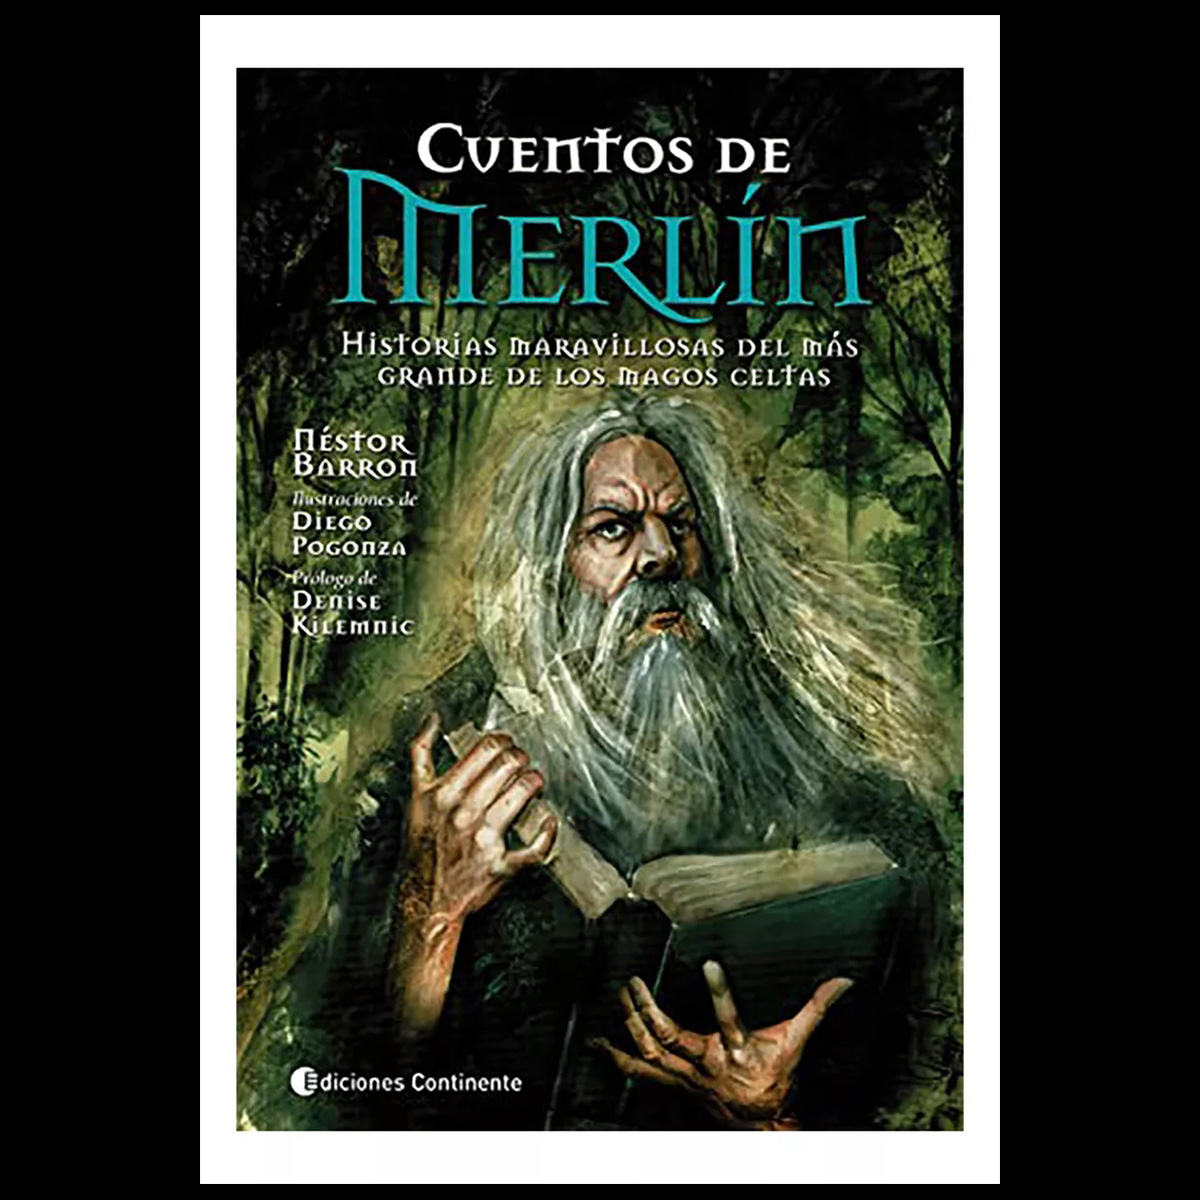 Cuentos de
Merlín
Historias maravillosas del más
grande de los magos celtas
Néstor
Barron
Ilustraciones de
Diego
Pogonza
Prólogo de
Denise
Kilemnic
Ediciones Continente